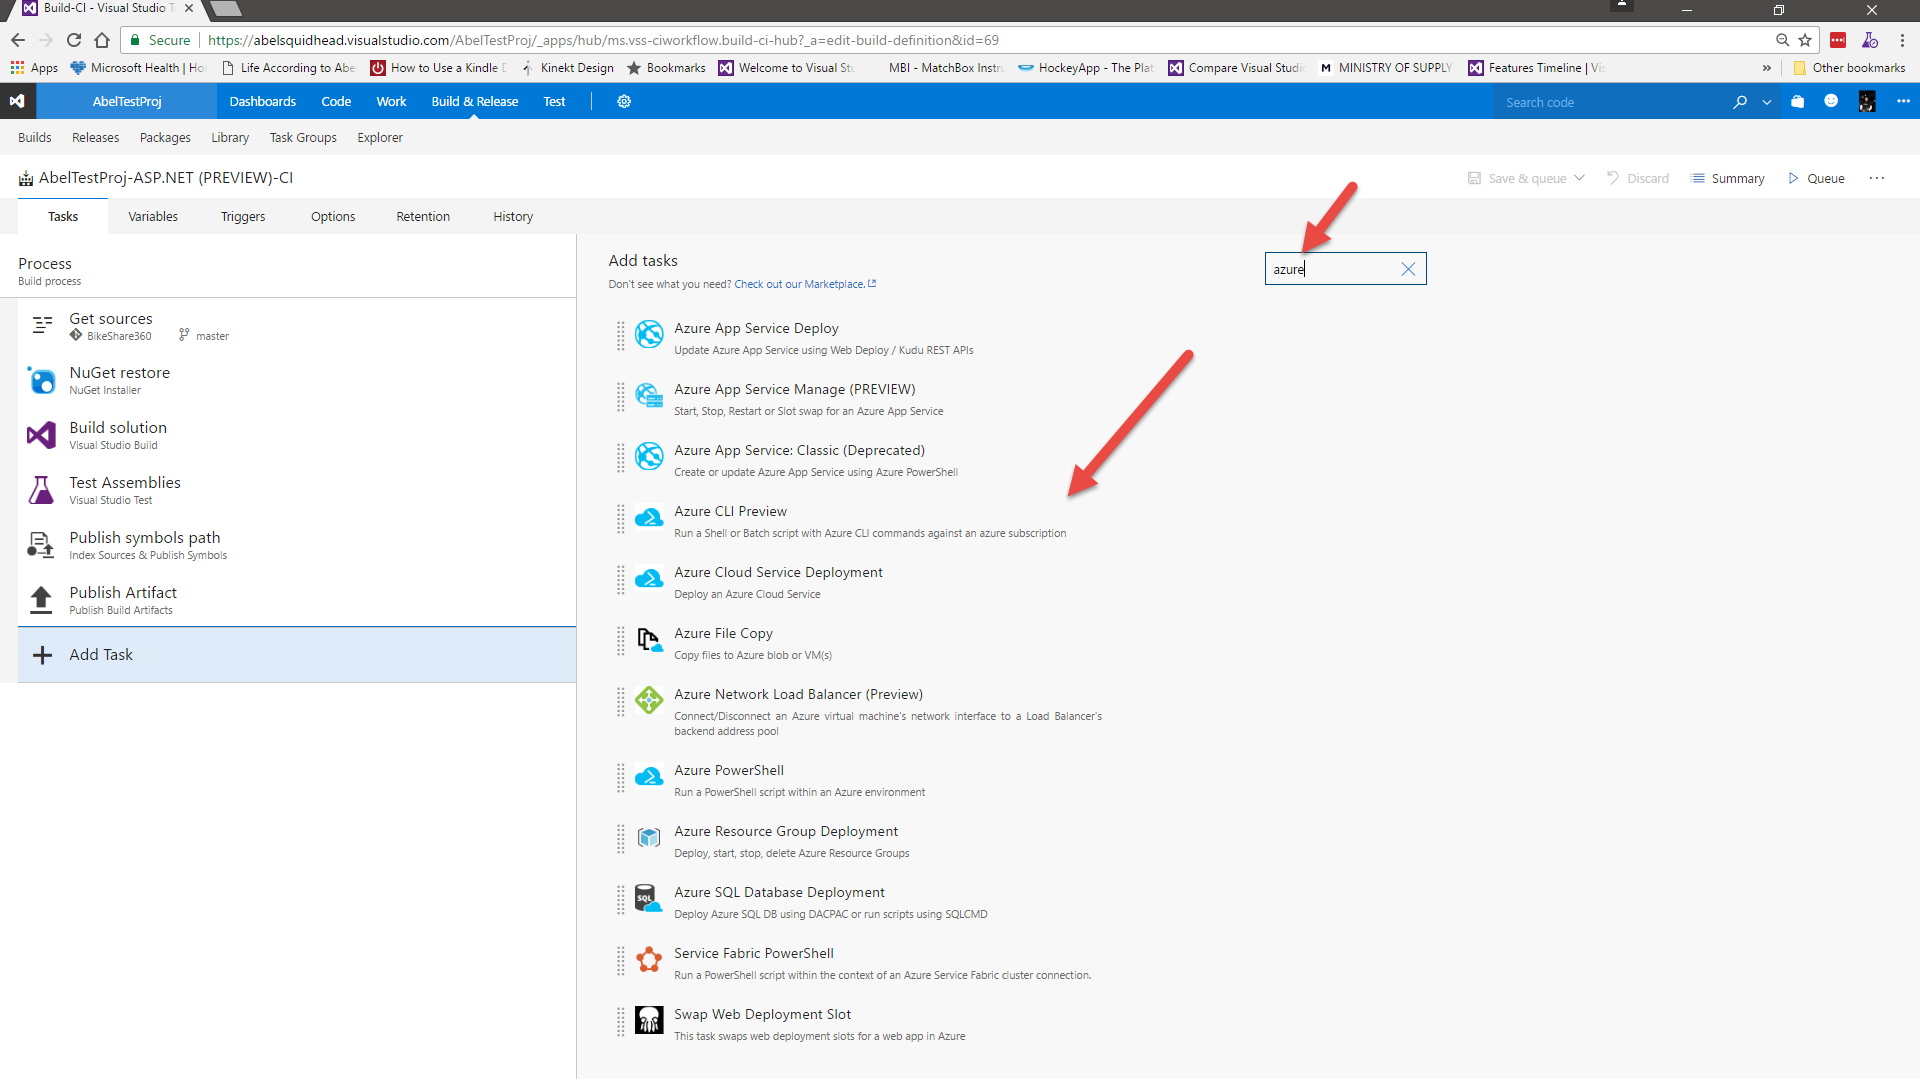 Build-CI - Visual Studio T
Secure https://abelsquidhead.visualstudio.com/AbelTestProj/_apps/hub/ms.vss-ciworkflow.build-ci-hub?_a=edit-build-definition&id=69
Apps Microsoft Health | Ho Life According to Abe How to Use a Kindle D Kinekt Design Bookmarks Welcome to Visual Stu MBI - MatchBox Instru HockeyApp - The Plat Compare Visual Studi M MINISTRY OF SUPPLY Features Timeline | Vis » Other bookmarks
AbelTestProj Dashboards Code Work Build & Release Test Search code
Builds Releases Packages Library Task Groups Explorer
AbelTestProj-ASP.NET (PREVIEW)-CI Save & queue Discard Summary Queue
Tasks Variables Triggers Options Retention History
Process
Build process
Get sources
BikeShare360 master
NuGet restore
NuGet Installer
Build solution
Visual Studio Build
Test Assemblies
Visual Studio Test
Publish symbols path
Index Sources & Publish Symbols
Publish Artifact
Publish Build Artifacts
Add Task
Add tasks
Don't see what you need? Check out our Marketplace.
azure
Azure App Service Deploy
Update Azure App Service using Web Deploy / Kudu REST APIs
Azure App Service Manage (PREVIEW)
Start, Stop, Restart or Slot swap for an Azure App Service
Azure App Service: Classic (Deprecated)
Create or update Azure App Service using Azure PowerShell
Azure CLI Preview
Run a Shell or Batch script with Azure CLI commands against an azure subscription
Azure Cloud Service Deployment
Deploy an Azure Cloud Service
Azure File Copy
Copy files to Azure blob or VM(s)
Azure Network Load Balancer (Preview)
Connect/Disconnect an Azure virtual machine's network interface to a Load Balancer's
backend address pool
Azure PowerShell
Run a PowerShell script within an Azure environment
Azure Resource Group Deployment
Deploy, start, stop, delete Azure Resource Groups
SQL
Azure SQL Database Deployment
Deploy Azure SQL DB using DACPAC or run scripts using SQLCMD
Service Fabric PowerShell
Run a PowerShell script within the context of an Azure Service Fabric cluster connection.
Swap Web Deployment Slot
This task swaps web deployment slots for a web app in Azure